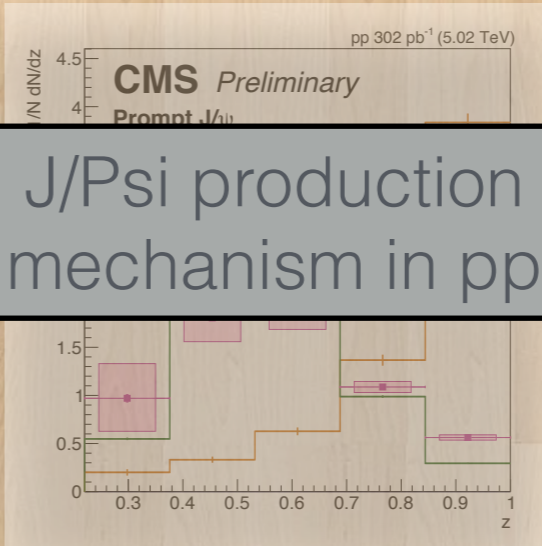 pp 302 pb-1 (5.02 TeV)
1/N dN/dz
4.5
CMS Preliminary
4
Prompt J/ψ
J/Psi production
mechanism in pp
1.5
1
0.5
0
0.3 0.4 0.5 0.6 0.7 0.8 0.9 1
z